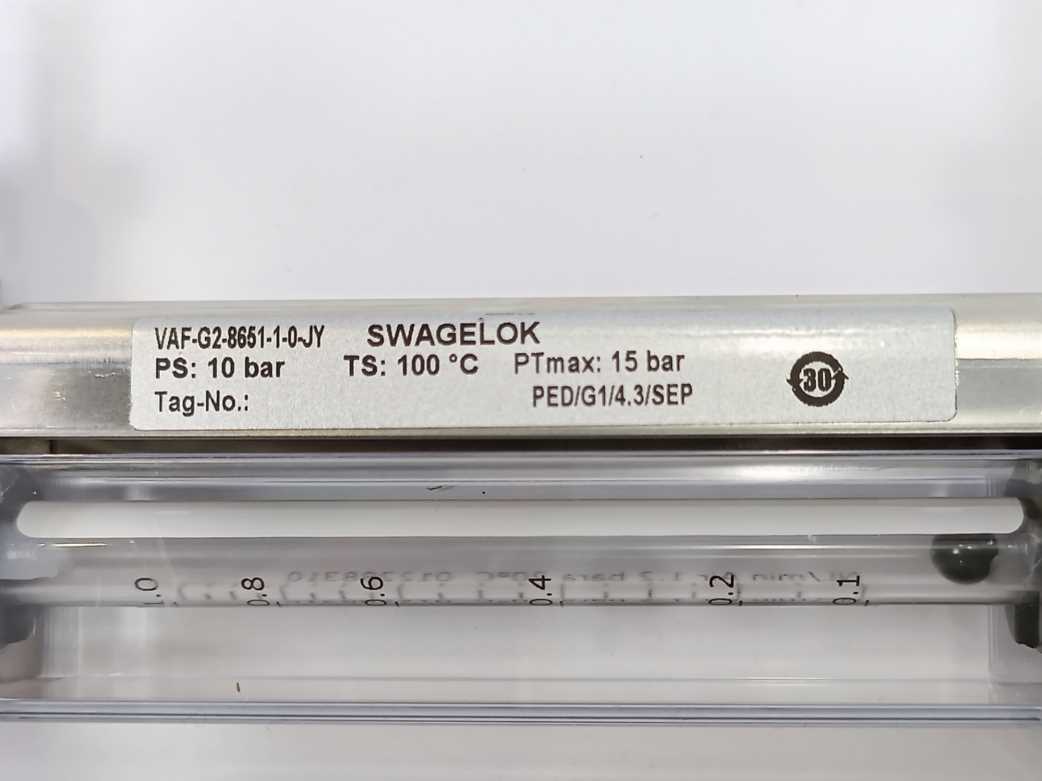 VAF-G2-8651-1-0-JY SWAGELOK
PS: 10 bar TS: 100 °C PTmax: 15 bar
Tag-No.: PED/G1/4.3/SEP
30
1.0 0.8 0.6 0.4 0.2 0.1